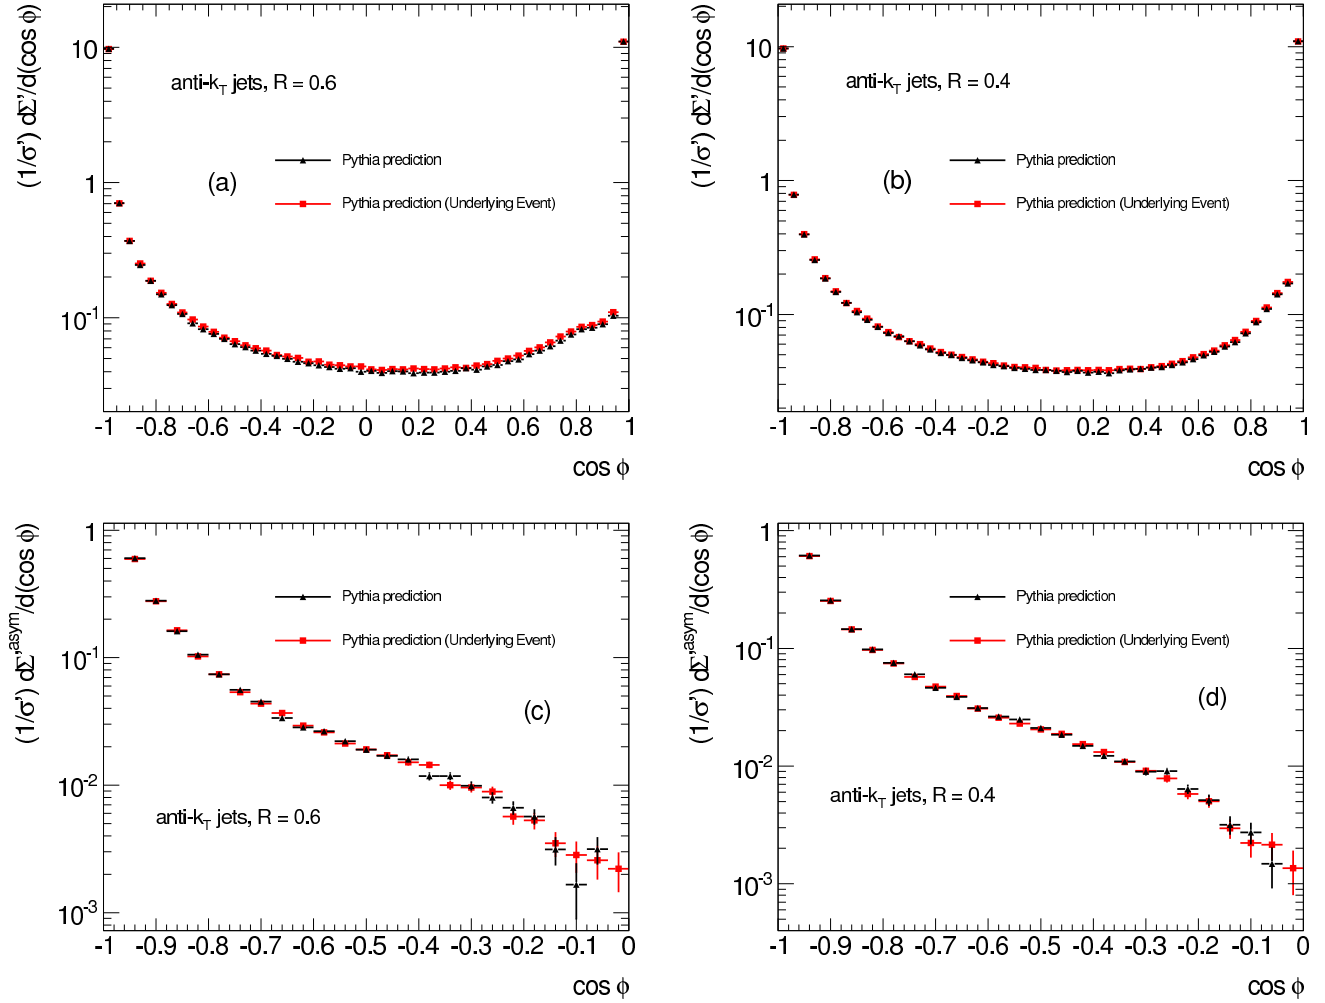 (1/σ') dΣ'/d(cos ϕ)
10
1
10⁻¹
anti-k_T jets, R = 0.6
(a)
Pythia prediction
Pythia prediction (Underlying Event)
-1 -0.8 -0.6 -0.4 -0.2 0 0.2 0.4 0.6 0.8 1
cos ϕ
(1/σ') dΣ'/d(cos ϕ)
10
1
10⁻¹
anti-k_T jets, R = 0.4
(b)
Pythia prediction
Pythia prediction (Underlying Event)
-1 -0.8 -0.6 -0.4 -0.2 0 0.2 0.4 0.6 0.8 1
cos ϕ
(1/σ') dΣ'^asym/d(cos ϕ)
1
10⁻¹
10⁻²
10⁻³
Pythia prediction
Pythia prediction (Underlying Event)
(c)
anti-k_T jets, R = 0.6
-1 -0.9 -0.8 -0.7 -0.6 -0.5 -0.4 -0.3 -0.2 -0.1 0
cos ϕ
(1/σ') dΣ'^asym/d(cos ϕ)
1
10⁻¹
10⁻²
10⁻³
Pythia prediction
Pythia prediction (Underlying Event)
(d)
anti-k_T jets, R = 0.4
-1 -0.9 -0.8 -0.7 -0.6 -0.5 -0.4 -0.3 -0.2 -0.1 0
cos ϕ